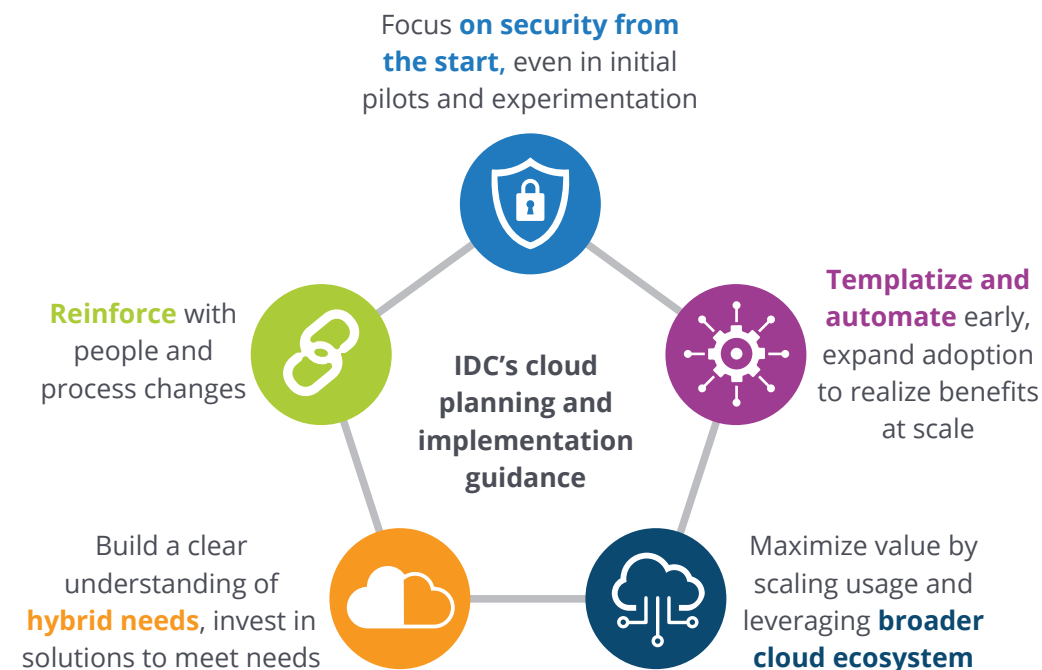 Focus on security from
the start, even in initial
pilots and experimentation
Templatize and
automate early,
expand adoption
to realize benefits
at scale
Reinforce with
people and
process changes
IDC’s cloud
planning and
implementation
guidance
Build a clear
understanding of
hybrid needs, invest in
solutions to meet needs
Maximize value by
scaling usage and
leveraging broader
cloud ecosystem